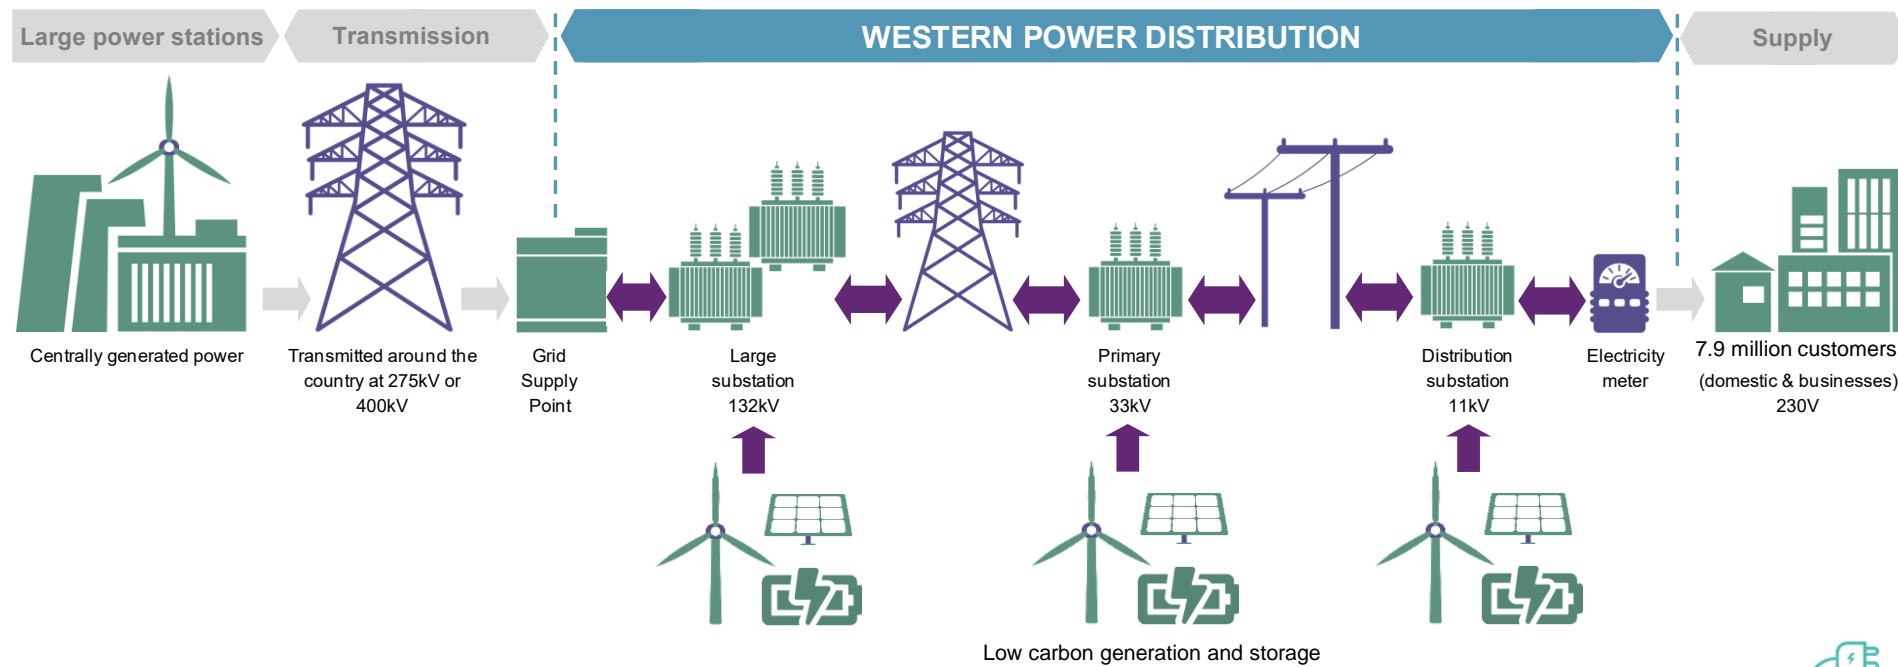 Large power stations
Transmission
WESTERN POWER DISTRIBUTION
Supply
Centrally generated power
Transmitted around the
country at 275kV or
400kV
Grid
Supply
Point
Large
substation
132kV
Primary
substation
33kV
Distribution
substation
11kV
Electricity
meter
7.9 million customers
(domestic & businesses)
230V
Low carbon generation and storage